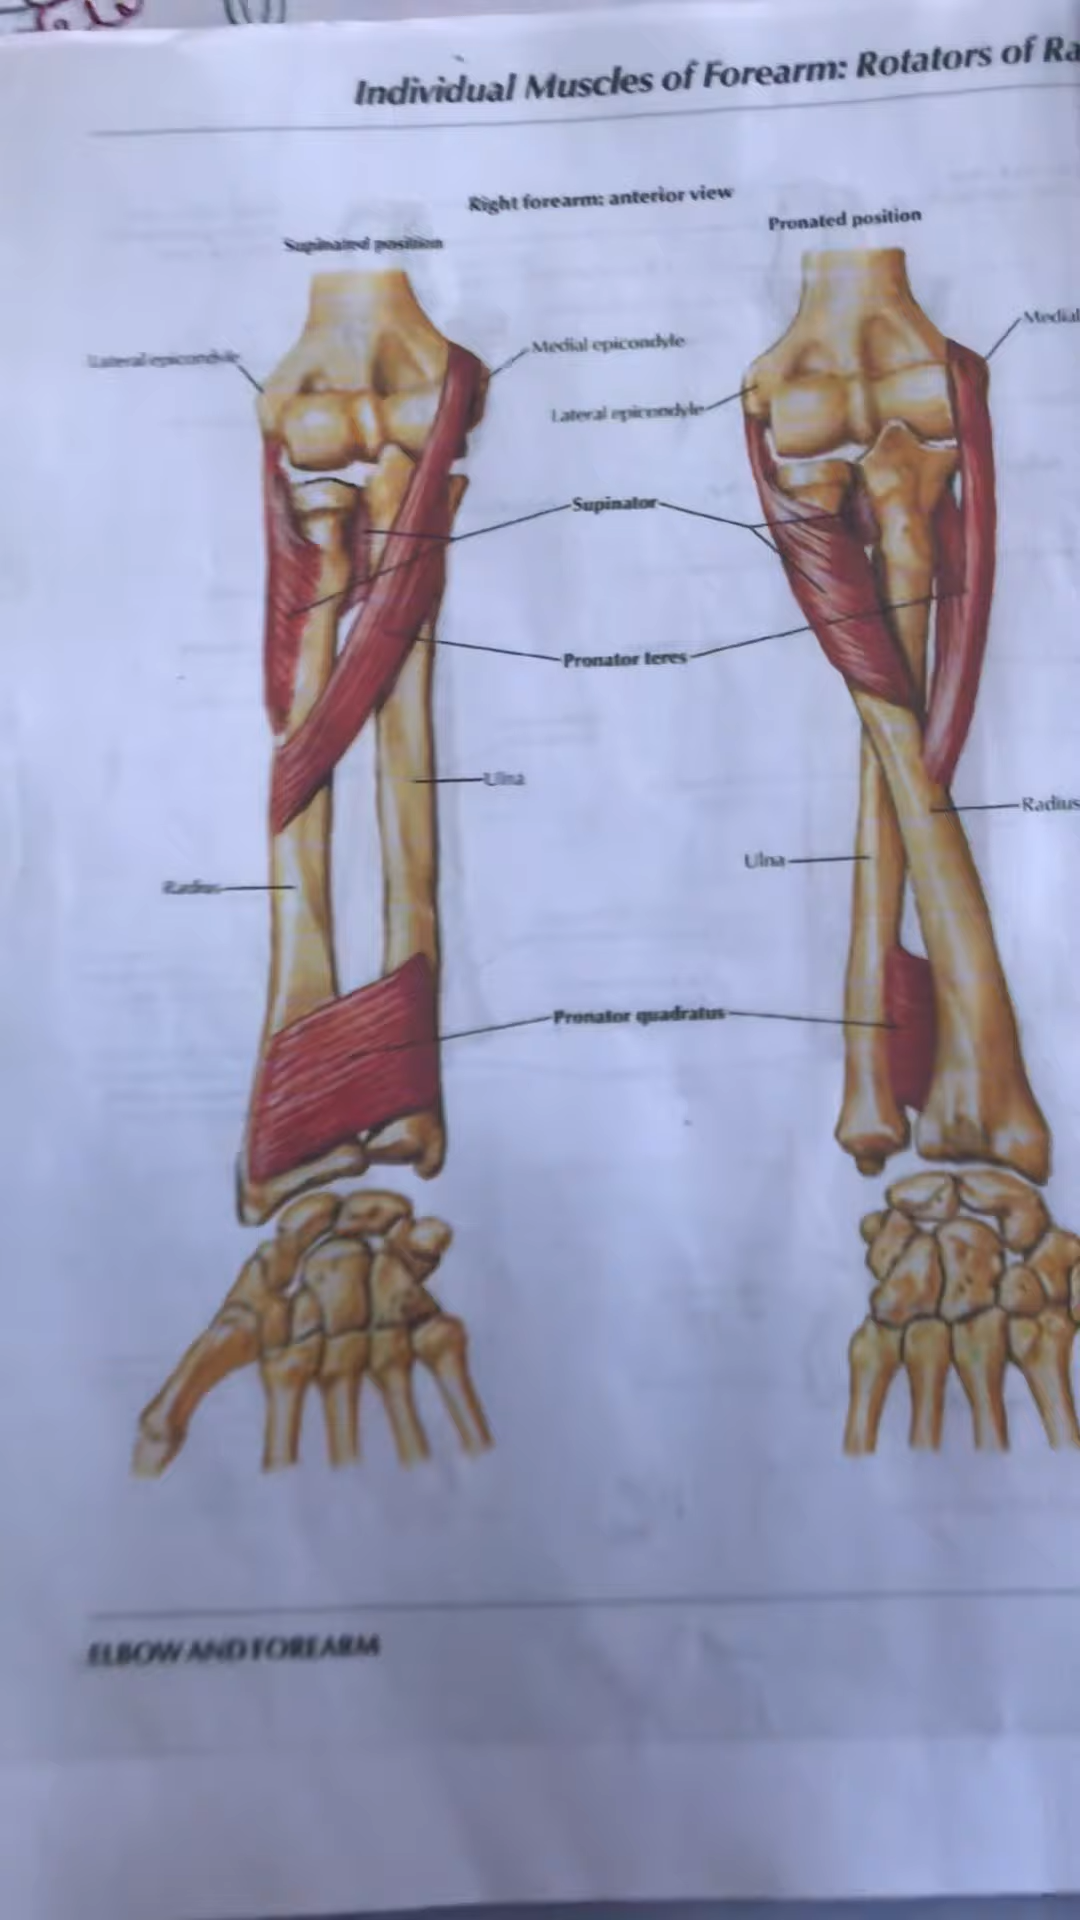 Individual Muscles of Forearm: Rotators of Ra
Right forearm: anterior view
Supinated position
Pronated position
Medial
Lateral epicondyle
Medial epicondyle
Lateral epicondyle
Supinator
Pronator teres
Ulna
Radius
Ulna
Radius
Pronator quadratus
ELBOW AND FOREARM